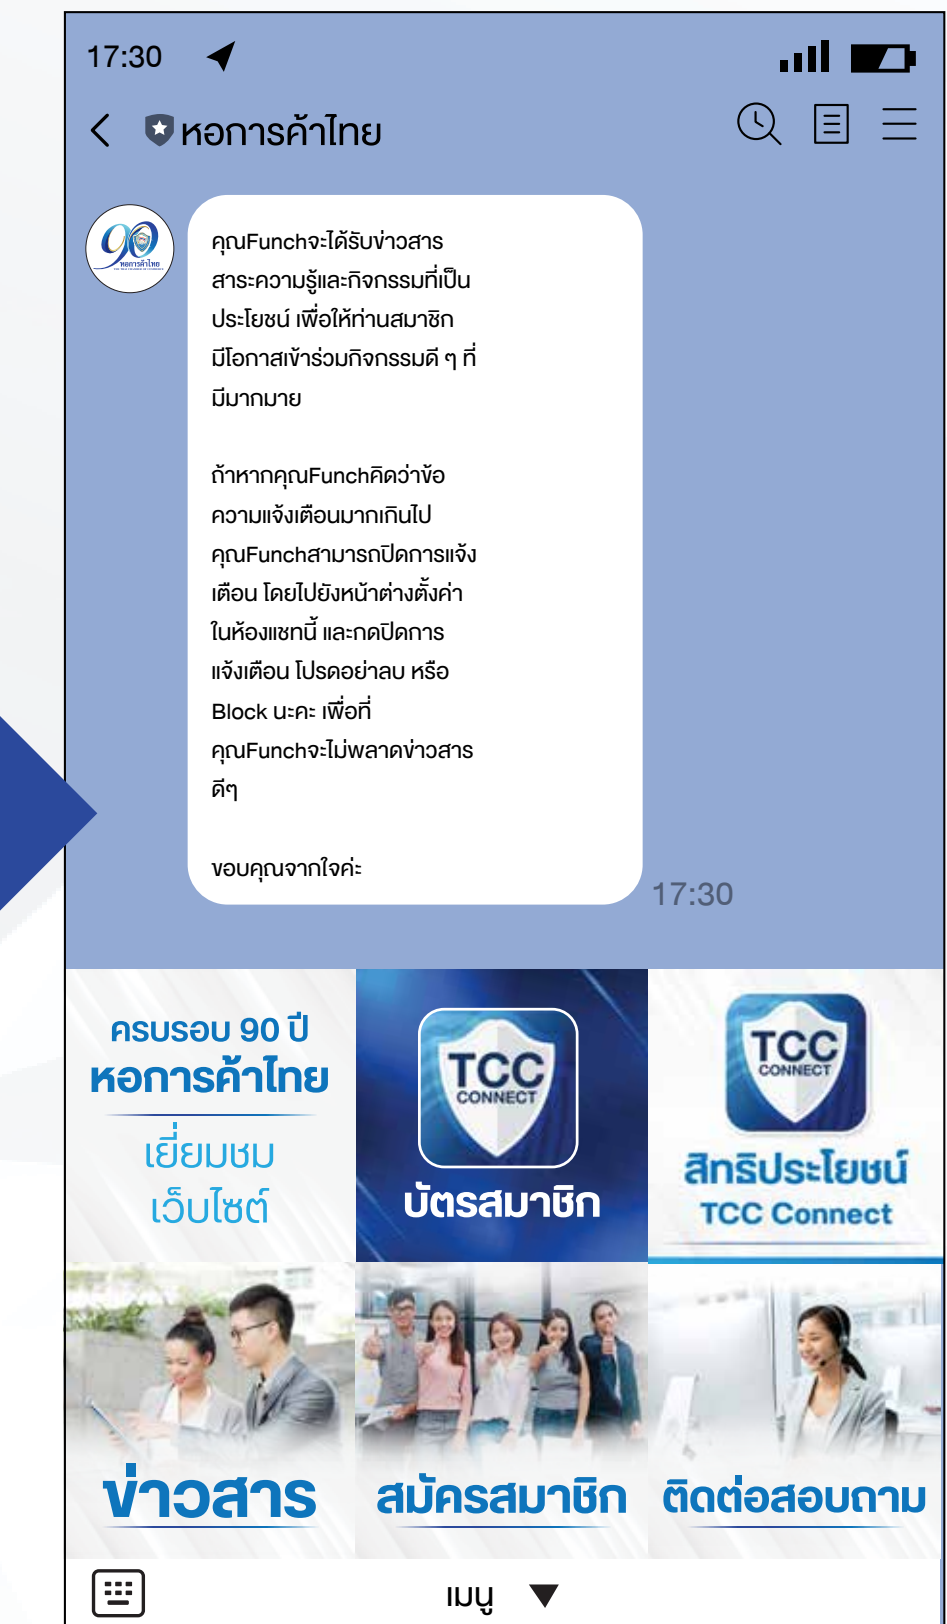 17:30
หอการค้าไทย
90
หอการค้าไทย
คุณFunchจะได้รับข่าวสาร
สาระความรู้และกิจกรรมที่เป็น
ประโยชน์ เพื่อให้ท่านสมาชิก
มีโอกาสเข้าร่วมกิจกรรมดี ๆ ที่
มีมากมาย
ถ้าหากคุณFunchคิดว่าข้อ
ความแจ้งเตือนมากเกินไป
คุณFunchสามารถปิดการแจ้ง
เตือน โดยไปยังหน้าต่างตั้งค่า
ในห้องแชทนี้ และกดปิดการ
แจ้งเตือน โปรดอย่าลบ หรือ
Block นะคะ เพื่อที่
คุณFunchจะไม่พลาดข่าวสาร
ดีๆ
ขอบคุณจากใจค่ะ
17:30
ครบรอบ 90 ปี
หอการค้าไทย
เยี่ยมชม
เว็บไซต์
TCC
CONNECT
บัตรสมาชิก
TCC
CONNECT
สิทธิประโยชน์
TCC Connect
ข่าวสาร
สมัครสมาชิก
ติดต่อสอบถาม
เมนู